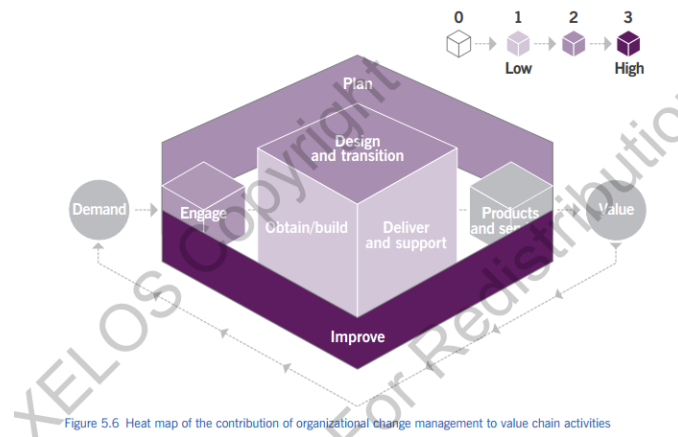 0 1 2 3
Low High
Plan
Design
and transition
Demand
Engage
Obtain/build
Deliver
and support
Products
Value
Improve
XELOS Copyright
For Redistribution
Figure 5.6 Heat map of the contribution of organizational change management to value chain activities